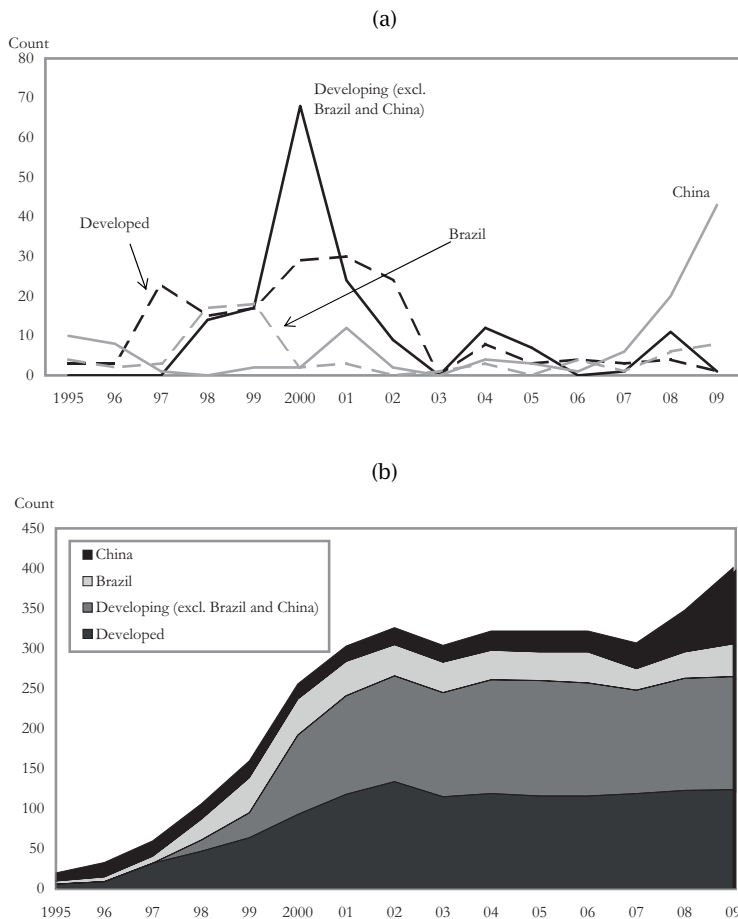 (a)
Count
80
70
60
50
40
30
20
10
0
Developing (excl.
Brazil and China)
China
Developed
Brazil
1995 96 97 98 99 2000 01 02 03 04 05 06 07 08 09
(b)
Count
450
400
350
300
250
200
150
100
50
0
China
Brazil
Developing (excl. Brazil and China)
Developed
1995 96 97 98 99 2000 01 02 03 04 05 06 07 08 09